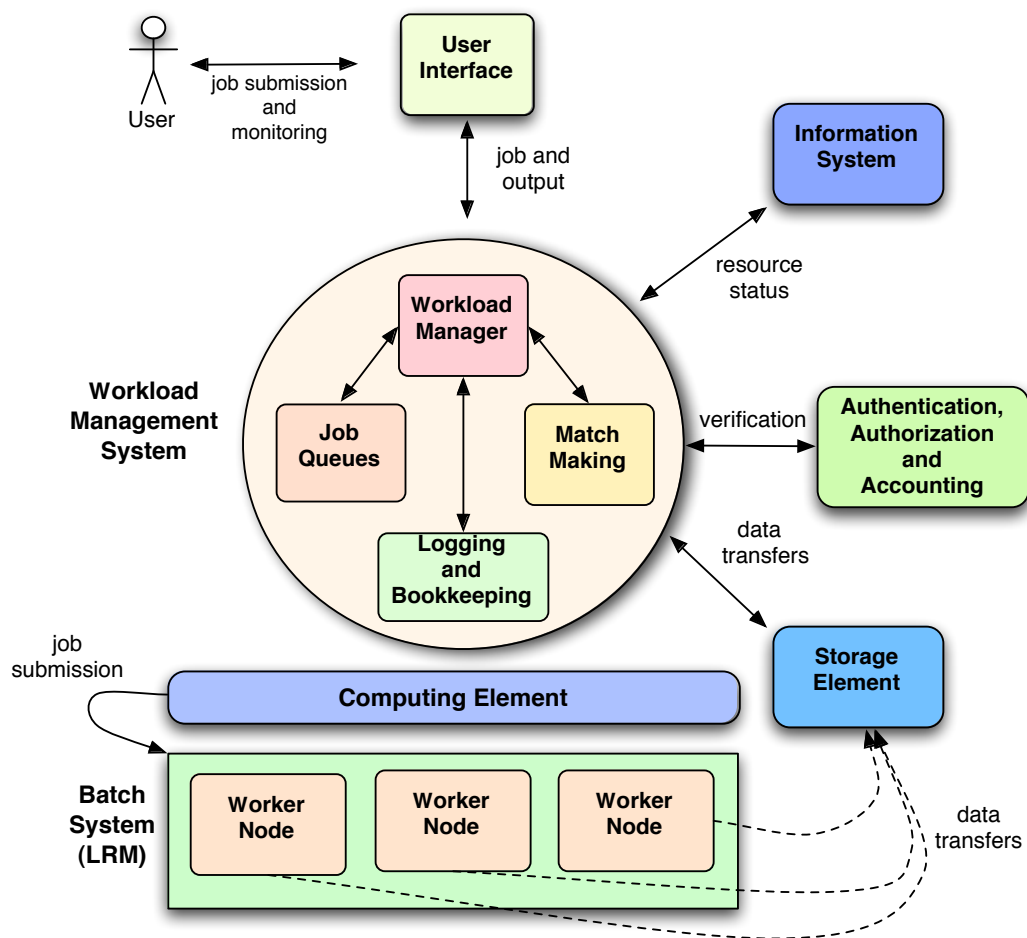 User
job submission
and
monitoring
User
Interface
job and
output
Information
System
resource
status
Workload
Management
System
Workload
Manager
Job
Queues
Match
Making
Logging
and
Bookkeeping
verification
Authentication,
Authorization
and
Accounting
data
transfers
Storage
Element
job
submission
Computing Element
Batch
System
(LRM)
Worker
Node
Worker
Node
Worker
Node
data
transfers